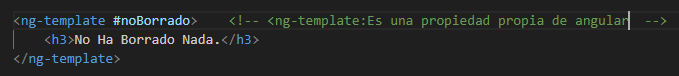 <ng-template #noBorrado>    <!-- <ng-template:Es una propiedad propia de angular  -->
    <h3>No Ha Borrado Nada.</h3>
</ng-template>